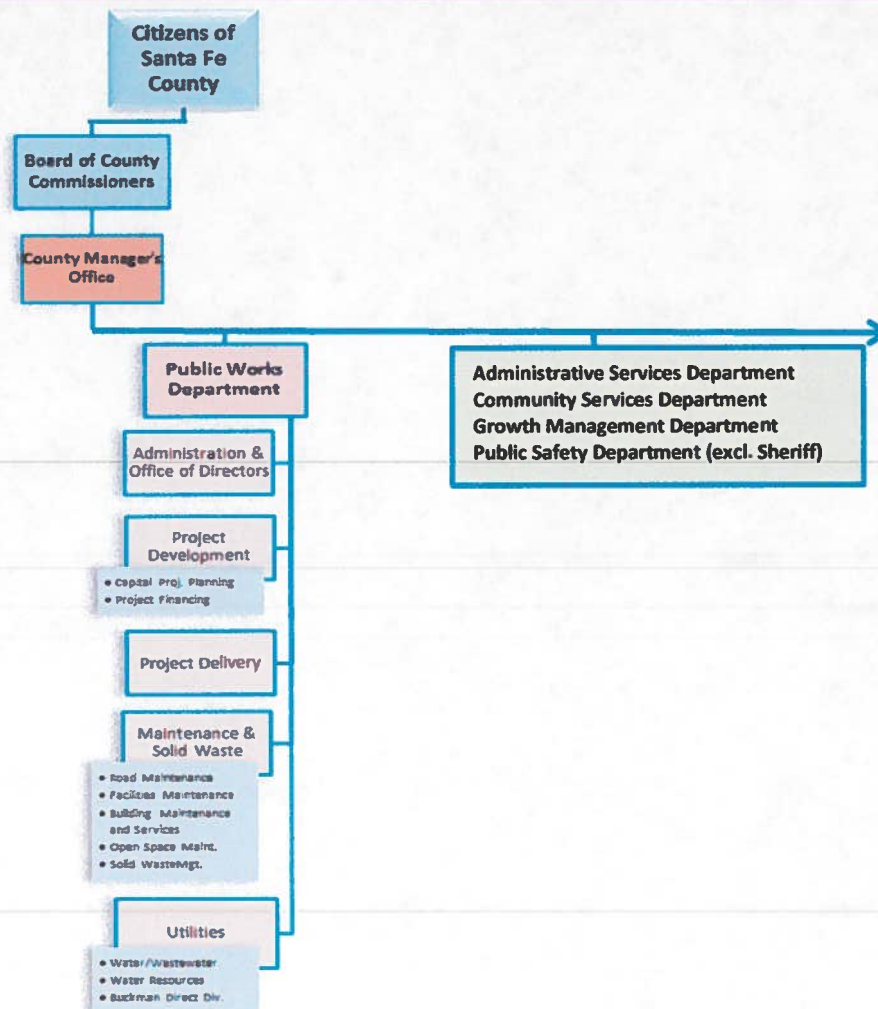 Citizens of
Santa Fe
County
Board of County
Commissioners
County Manager's
Office
Public Works
Department
Administration &
Office of Directors
Project
Development
• Capital Proj. Planning
• Project Financing
Project Delivery
Maintenance &
Solid Waste
• Road Maintenance
• Facilities Maintenance
• Building Maintenance
and Services
• Open Space Maint.
• Solid WasteMgt.
Utilities
• Water/Wastewater
• Water Resources
• Buckman Direct Div.
Administrative Services Department
Community Services Department
Growth Management Department
Public Safety Department (excl. Sheriff)